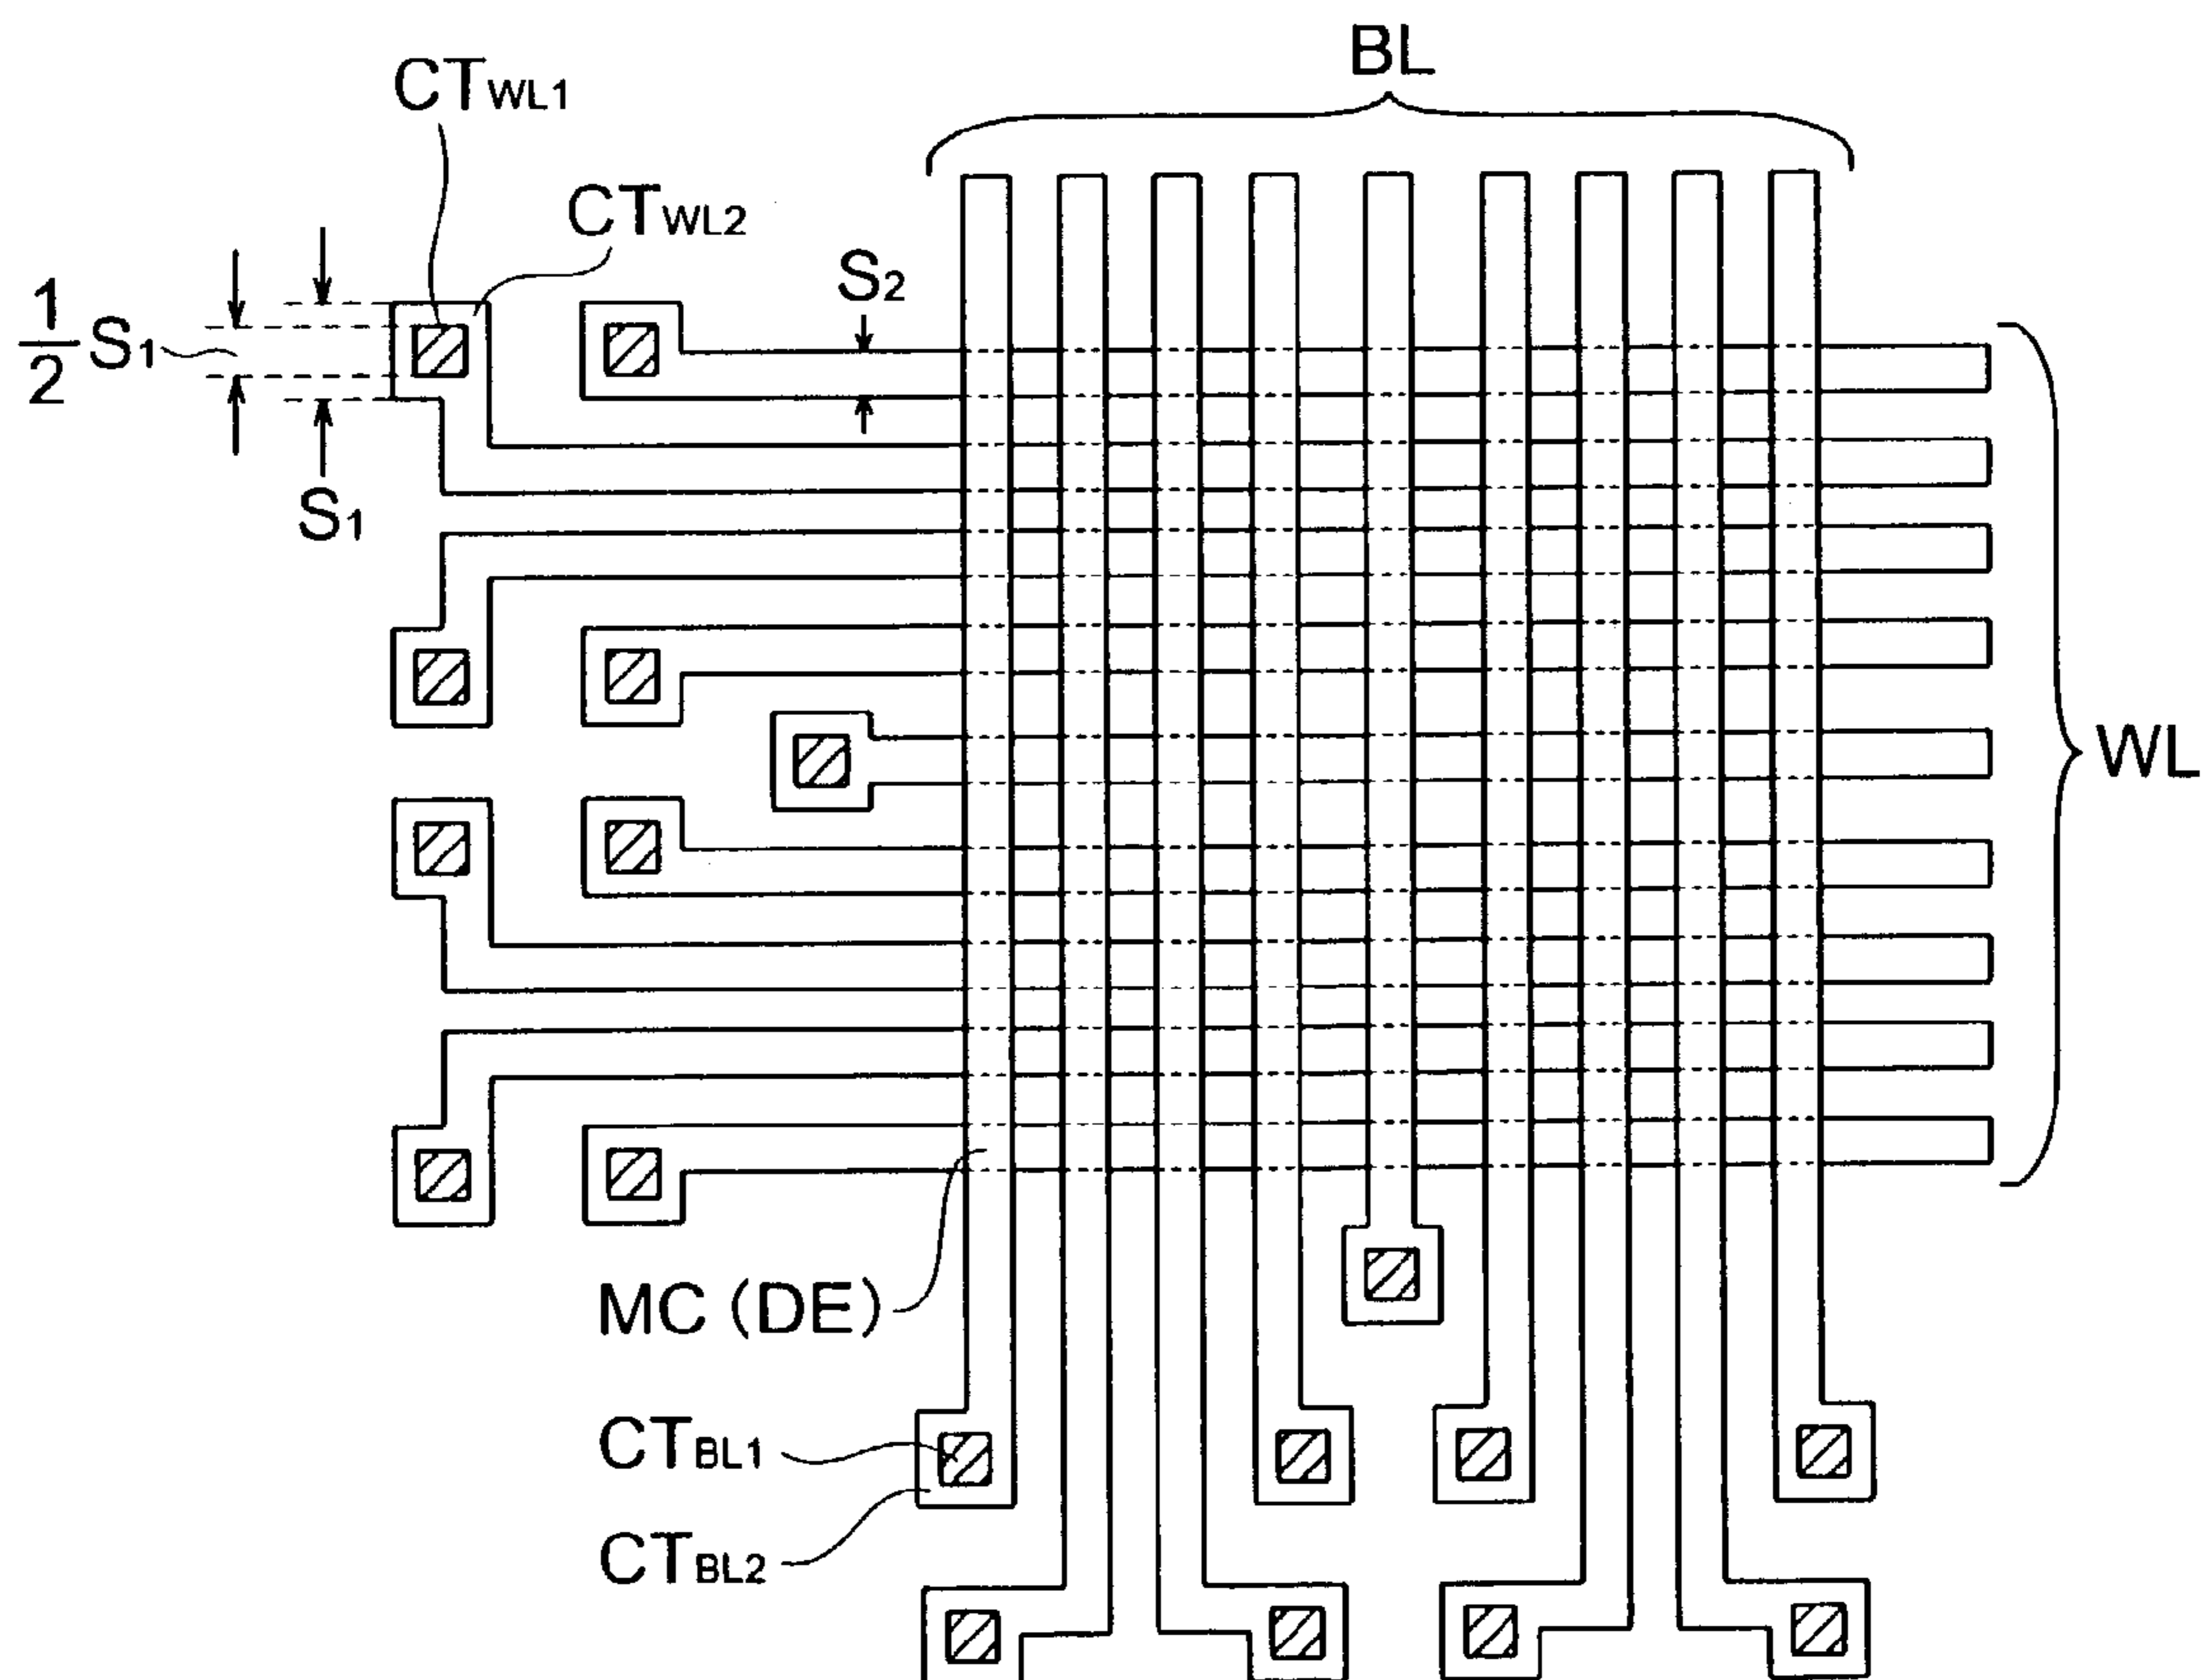 BL
CTWL1
CTWL2
S2
1/2 S1
S1
WL
MC (DE)
CTBL1
CTBL2